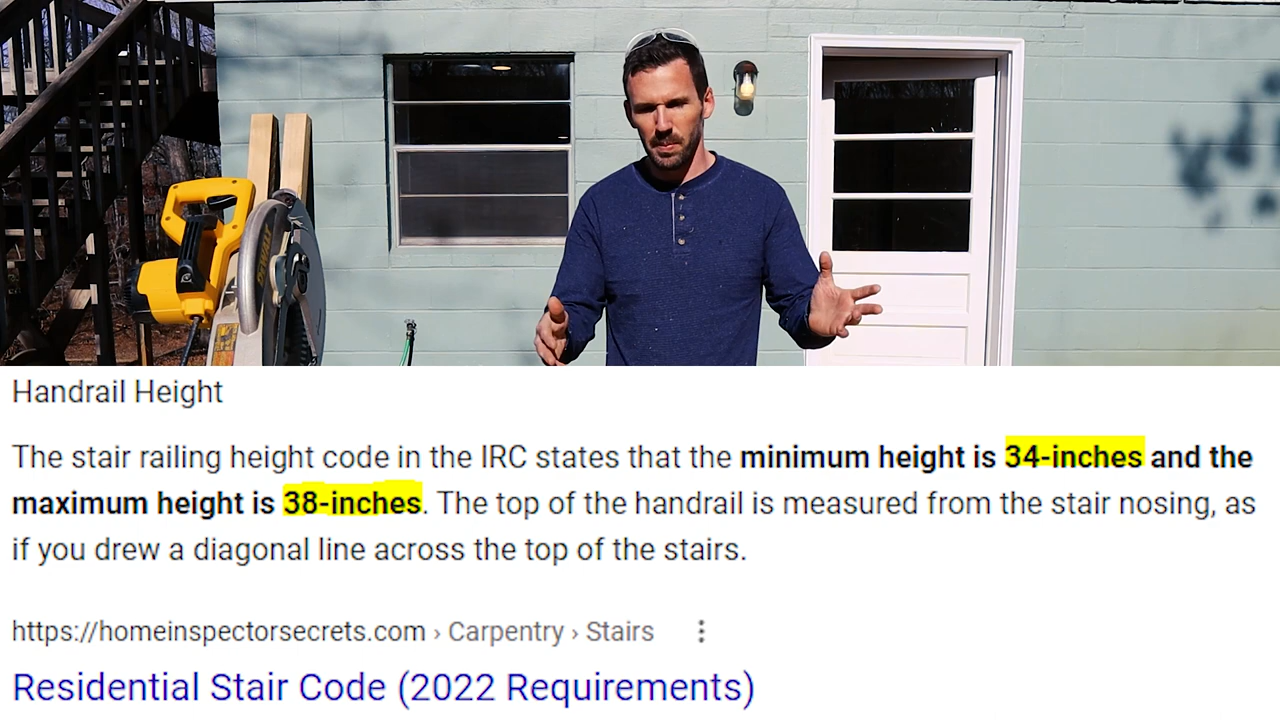 DEWALT
Handrail Height
The stair railing height code in the IRC states that the minimum height is 34-inches and the
maximum height is 38-inches. The top of the handrail is measured from the stair nosing, as
if you drew a diagonal line across the top of the stairs.
https://homeinspectorsecrets.com › Carpentry › Stairs
Residential Stair Code (2022 Requirements)